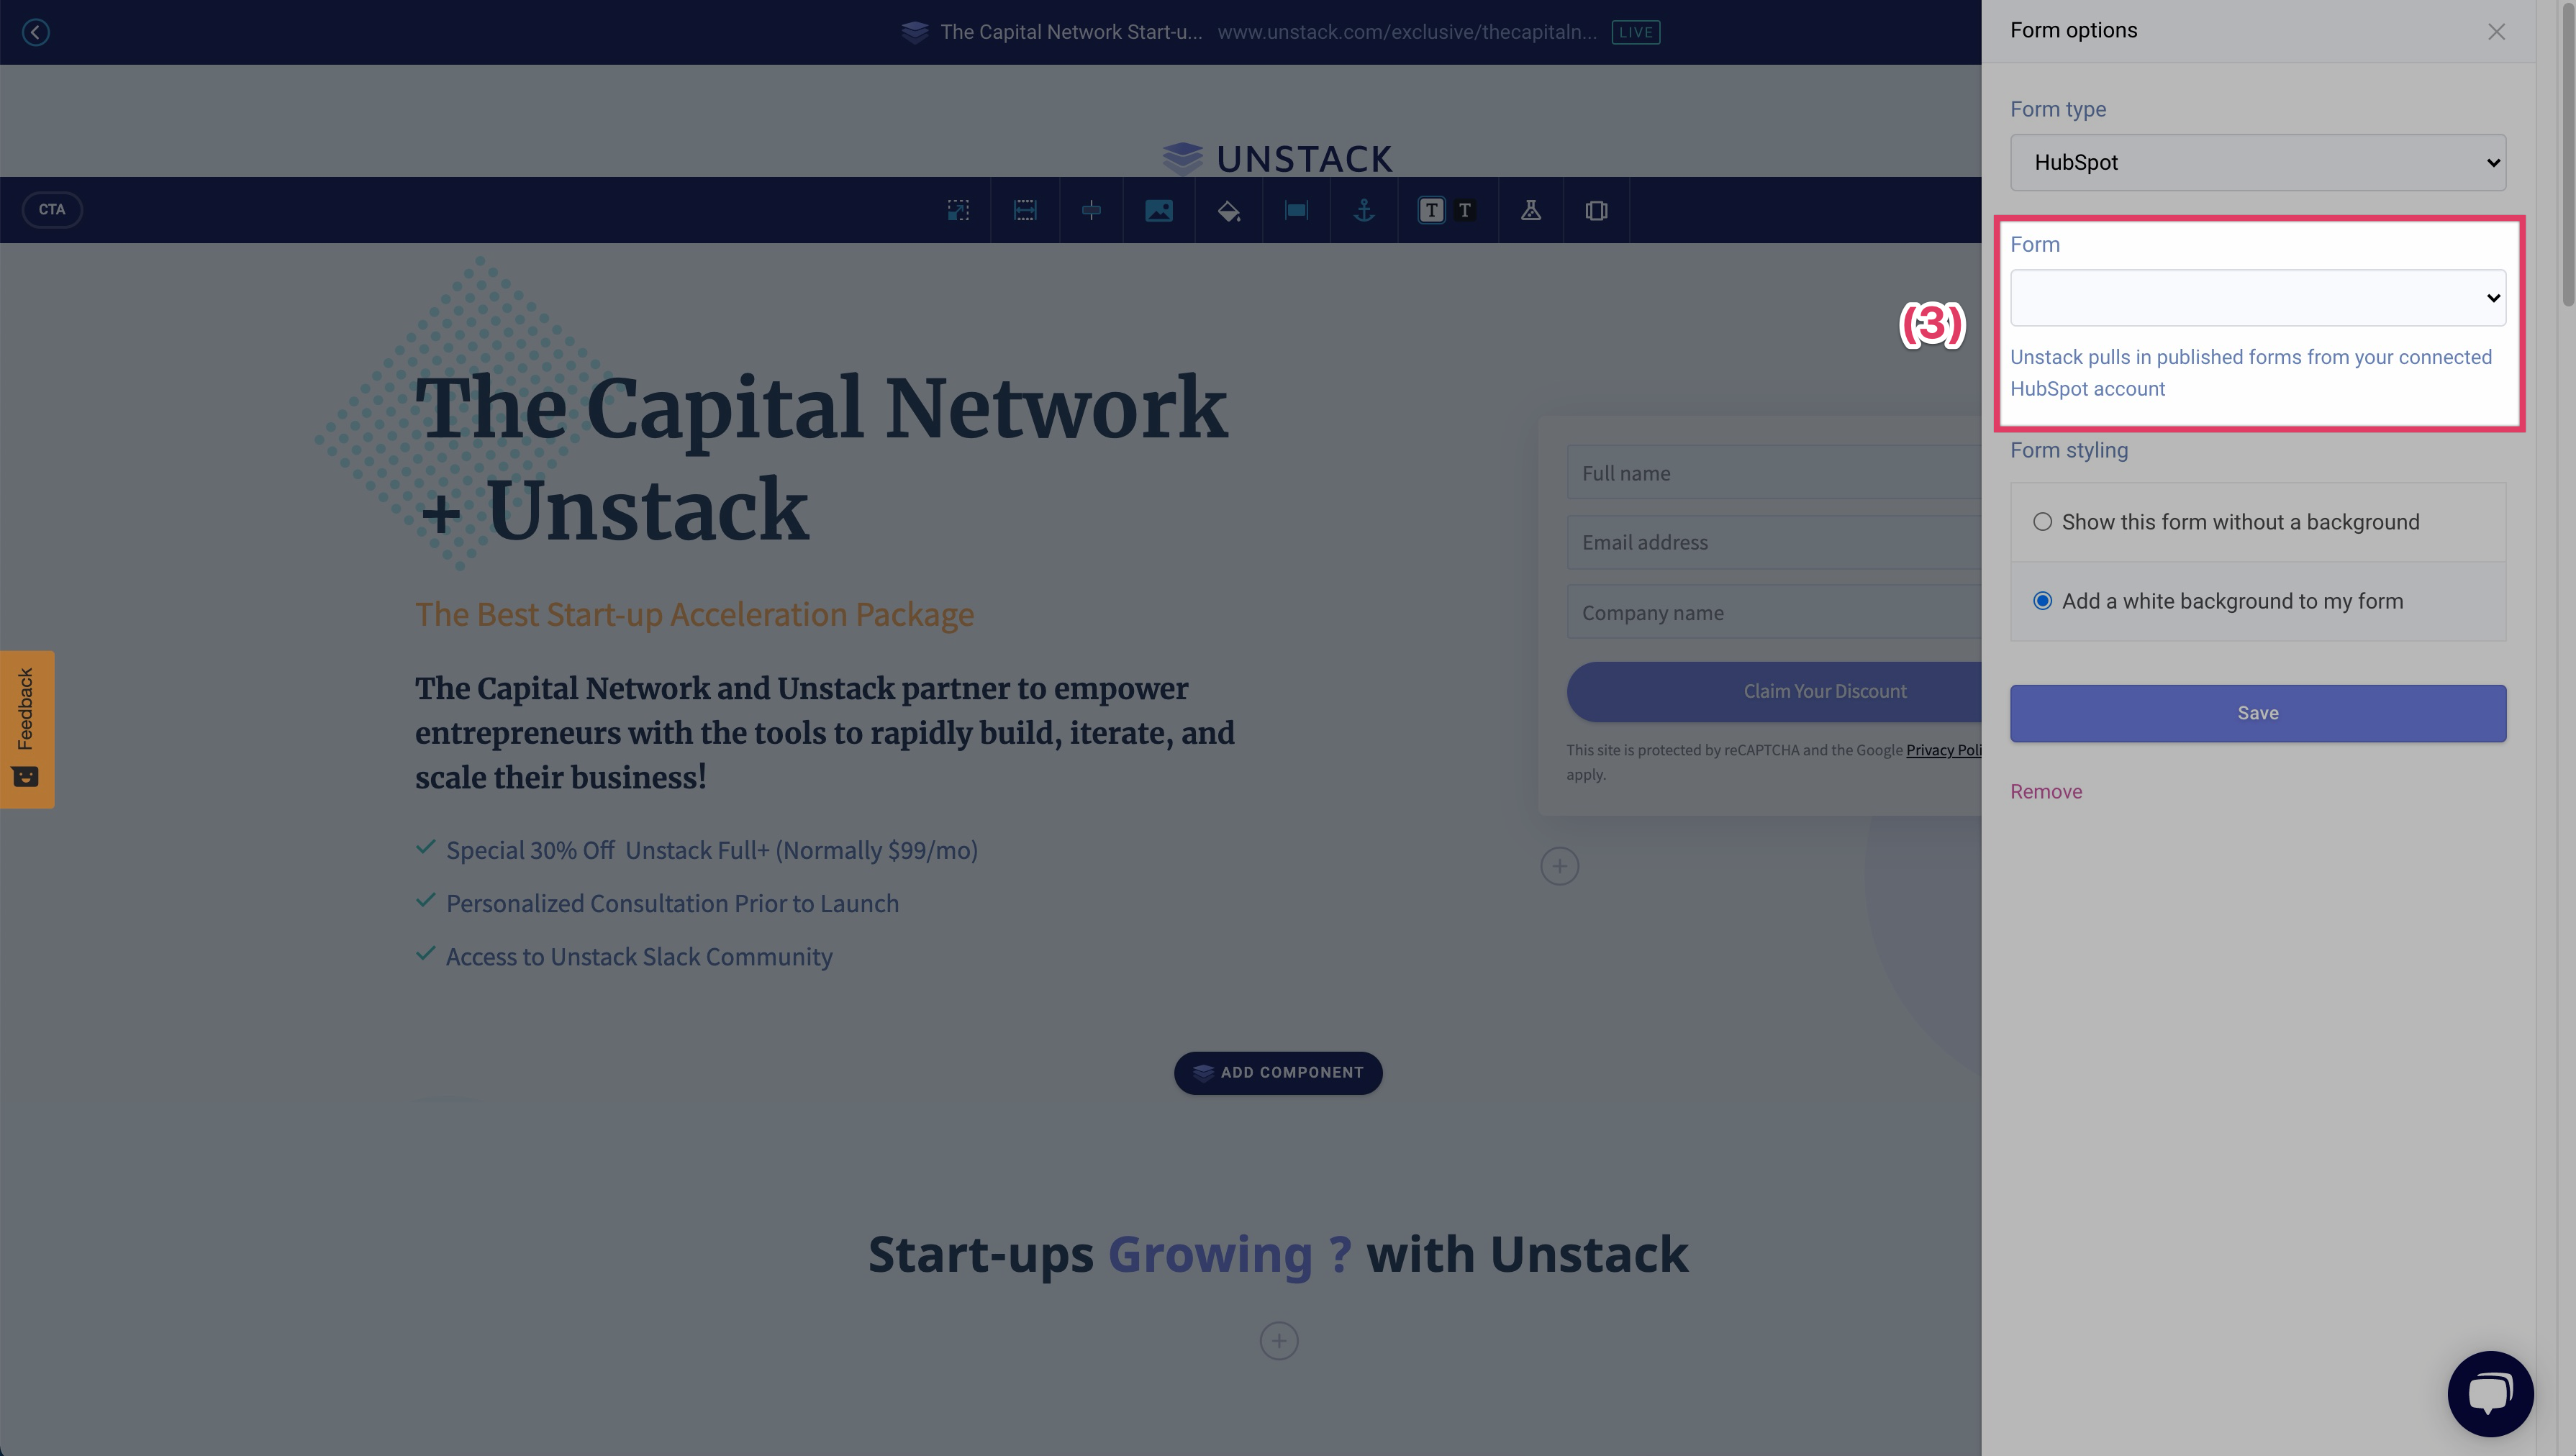 The Capital Network Start-u... www.unstack.com/exclusive/thecapitaln... LIVE
UNSTACK
CTA
T T
The Capital Network
+ Unstack
The Best Start-up Acceleration Package
The Capital Network and Unstack partner to empower
entrepreneurs with the tools to rapidly build, iterate, and
scale their business!
Special 30% Off Unstack Full+ (Normally $99/mo)
Personalized Consultation Prior to Launch
Access to Unstack Slack Community
Feedback
Full name
Email address
Company name
Claim Your Discount
This site is protected by reCAPTCHA and the Google Privacy Poli
apply.
ADD COMPONENT
Start-ups Growing ? with Unstack
(3)
Form options
Form type
HubSpot
Form
Unstack pulls in published forms from your connected
HubSpot account
Form styling
Show this form without a background
Add a white background to my form
Save
Remove